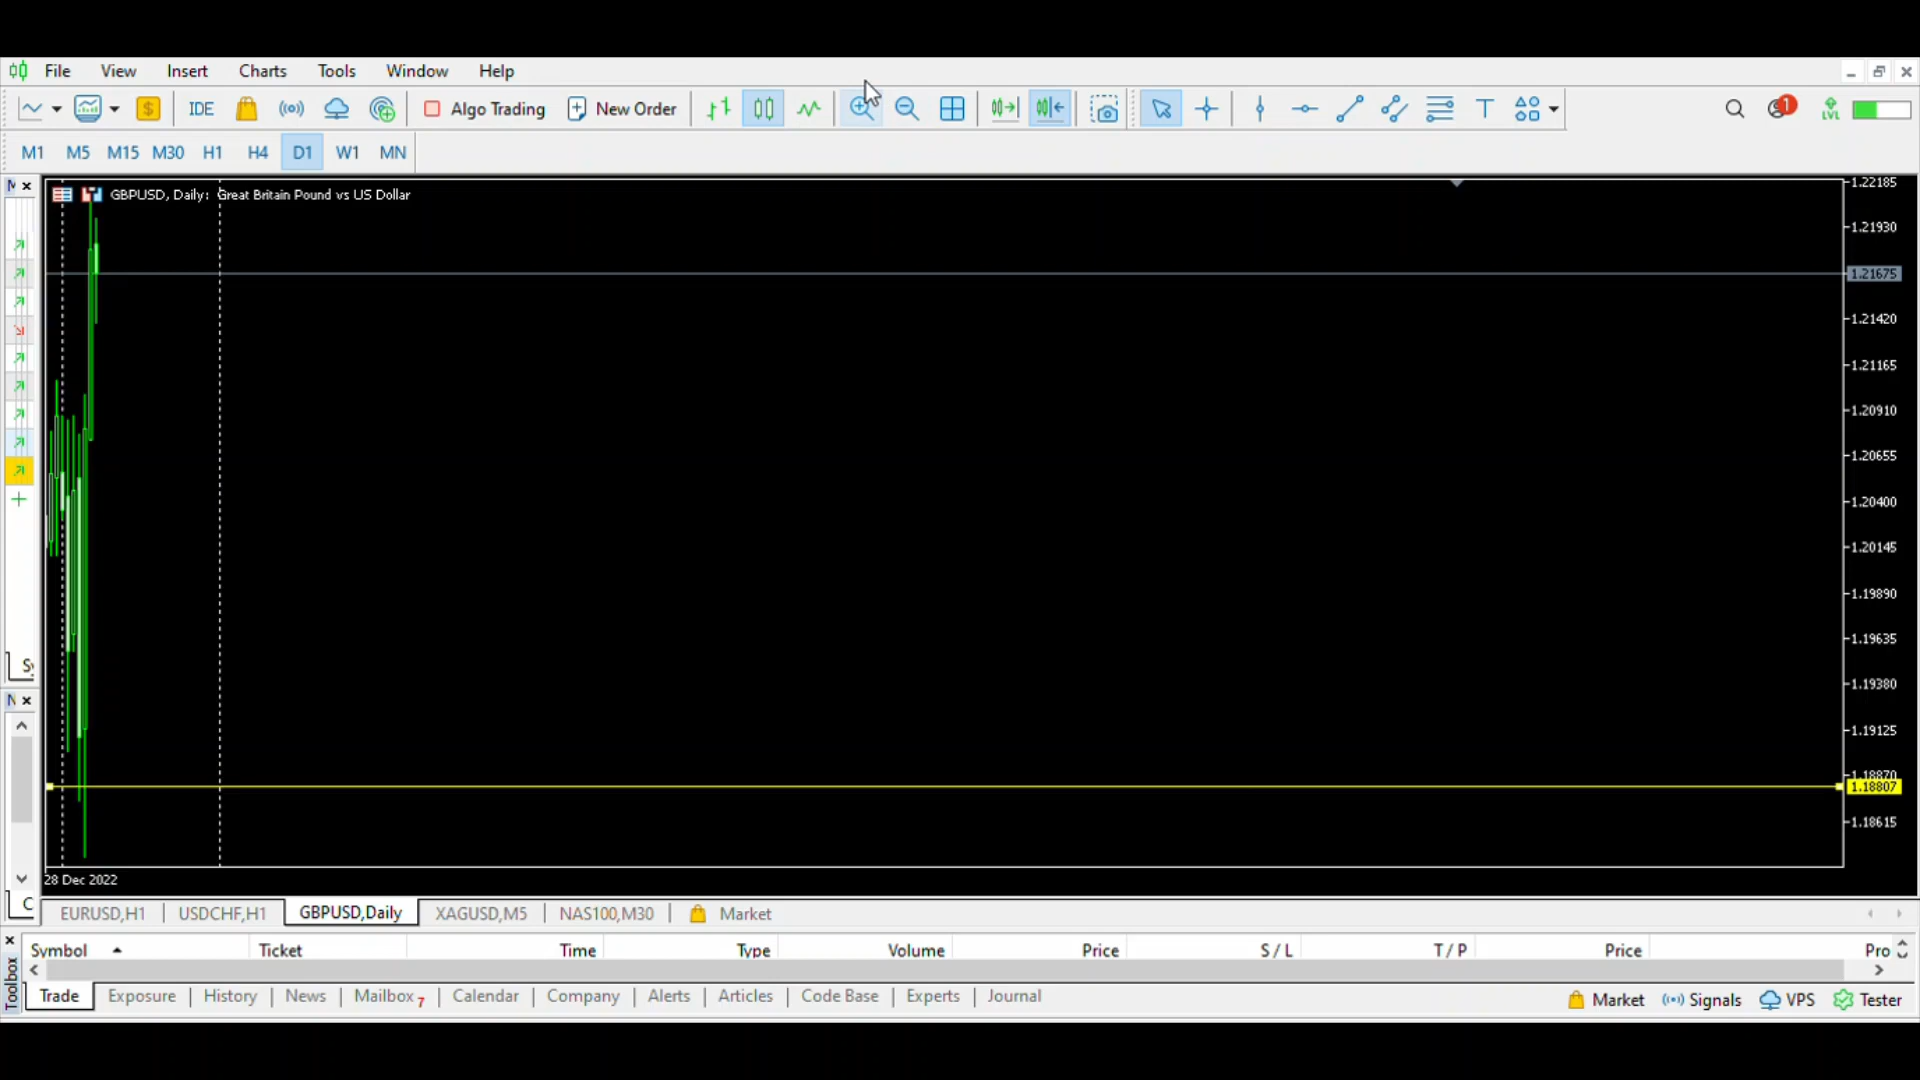 File View Insert Charts Tools Window Help
IDE Algo Trading New Order 1 LVL
M1 M5 M15 M30 H1 H4 D1 W1 MN
M
GBPUSD, Daily: Great Britain Pound vs US Dollar
1.22185
1.21930
1.21675
1.21420
1.21165
1.20910
1.20655
1.20400
1.20145
1.19890
1.19635
1.19380
1.19125
1.18870
1.18807
1.18615
Sy
N
C
28 Dec 2022
EURUSD,H1 USDCHF,H1 GBPUSD,Daily XAGUSD,M5 NAS100,M30 Market
Symbol Ticket Time Type Volume Price S / L T / P Price Pro
Toolbox
Trade Exposure History News Mailbox 7 Calendar Company Alerts Articles Code Base Experts Journal
Market Signals VPS Tester